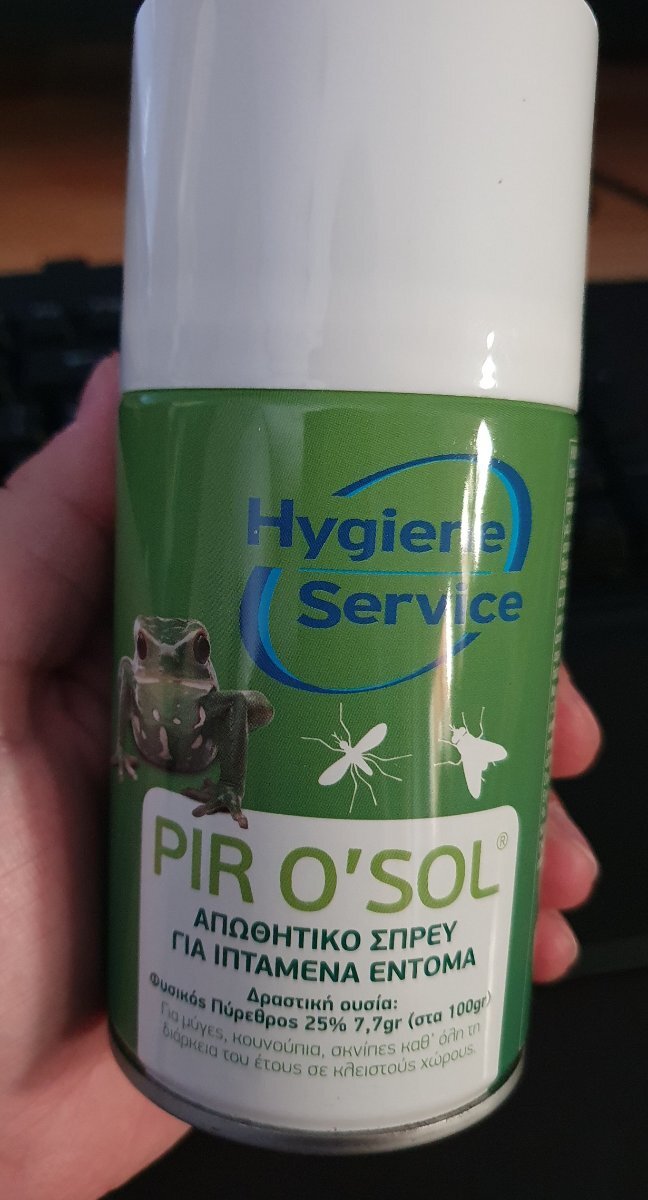 Hygiene
Service
PIR O'SOL®
ΑΠΩΘΗΤΙΚΟ ΣΠΡΕΥ
ΓΙΑ ΙΠΤΑΜΕΝΑ ΕΝΤΟΜΑ
Δραστική ουσία:
Φυσικός Πύρεθρος 25% 7,7gr (στα 100gr)
Για μύγες, κουνούπια, σκνίπες καθ' όλη τη
διάρκεια του έτους σε κλειστούς χώρους.